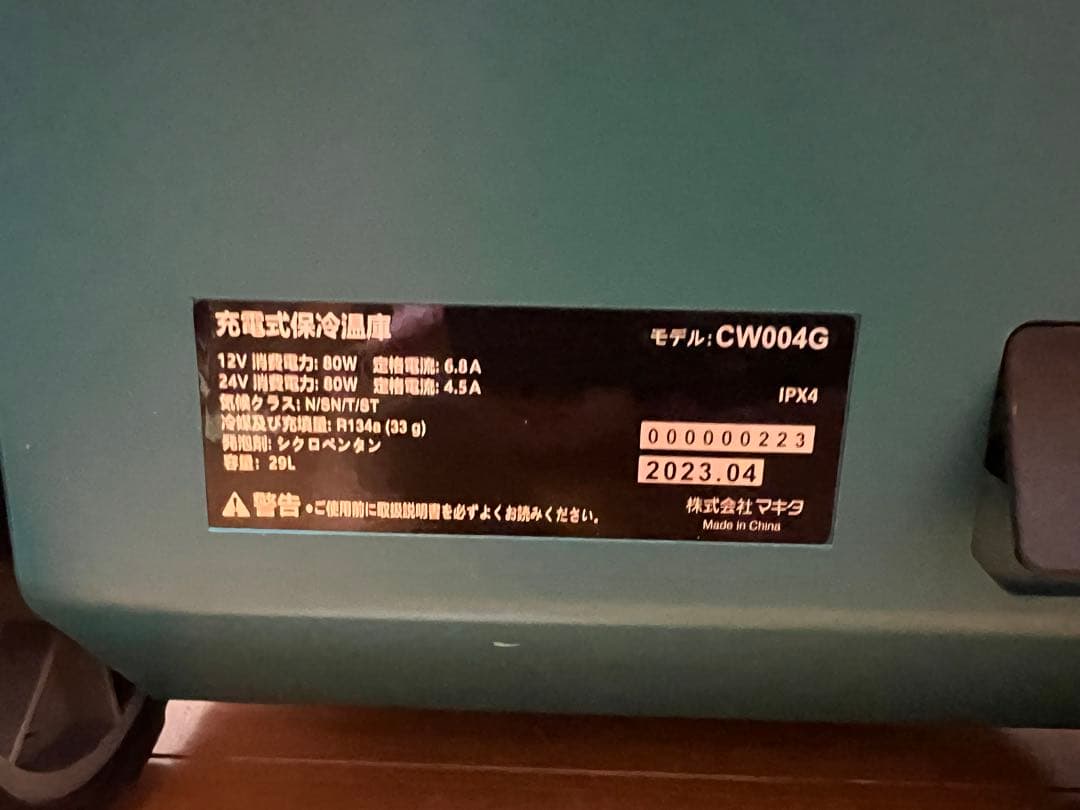 充電式保冷温庫
モデル:CW004G
12V 消費電力: 80W 定格電流: 6.8A
24V 消費電力: 80W 定格電流: 4.5A
気候クラス: N/SN/T/ST
冷媒及び充填量: R134a (33 g)
発泡剤: シクロペンタン
容量: 29L
IPX4
000000223
2023.04
警告 •ご使用前に取扱説明書を必ずよくお読みください。
株式会社マキタ
Made in China